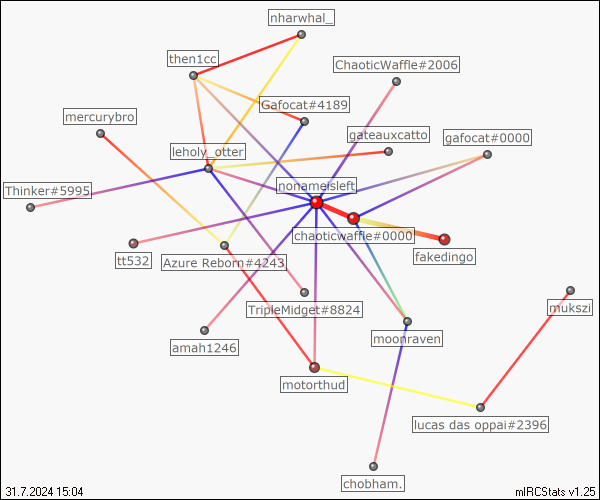 nharwhal_
then1cc
ChaoticWaffle#2006
Gafocat#4189
mercurybro
gateauxcatto
gafocat#0000
leholy_otter
Thinker#5995
nonameisleft
chaoticwaffle#0000
fakedingo
tt532
Azure Reborn#4243
TripleMidget#8824
mukszi
amah1246
moonraven
motorthud
lucas das oppai#2396
chobham.
31.7.2024 15:04
mIRCStats v1.25